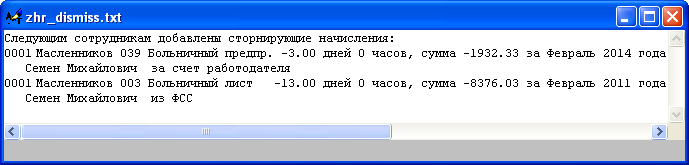 zhr_dismiss.txt
Следующим сотрудникам добавлены сторнирующие начисления:
0001 Масленников 039 Больничный предпр. -3.00 дней 0 часов, сумма -1932.33 за Февраль 2014 года
Семен Михайлович за счет работодателя
0001 Масленников 003 Больничный лист -13.00 дней 0 часов, сумма -8376.03 за Февраль 2011 года
Семен Михайлович из ФСС